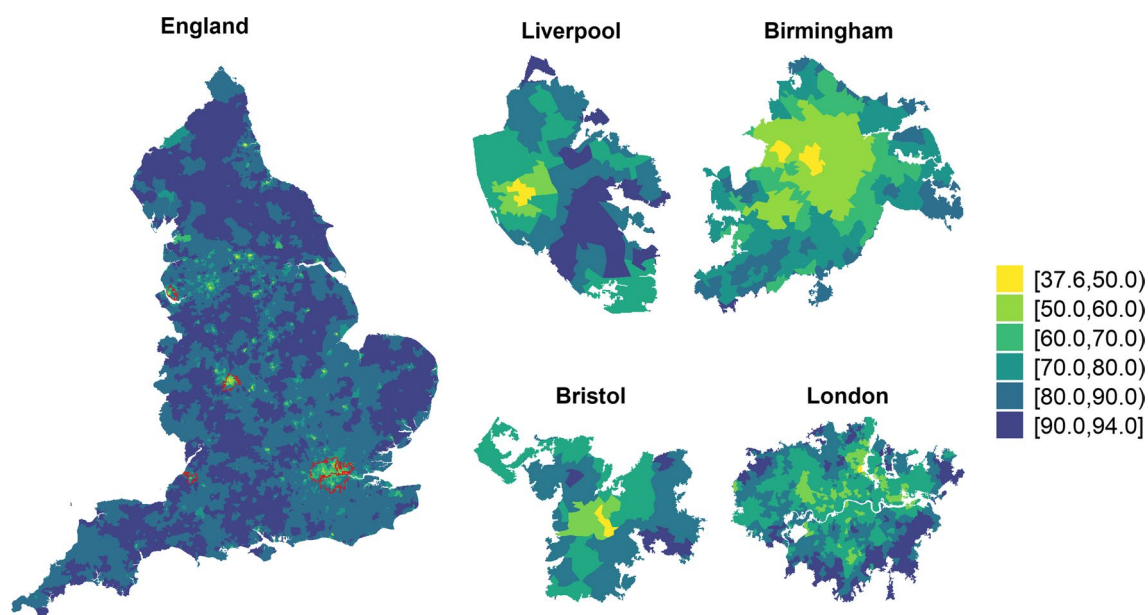 England
Liverpool
Birmingham
Bristol
London
[37.6,50.0)
[50.0,60.0)
[60.0,70.0)
[70.0,80.0)
[80.0,90.0)
[90.0,94.0]